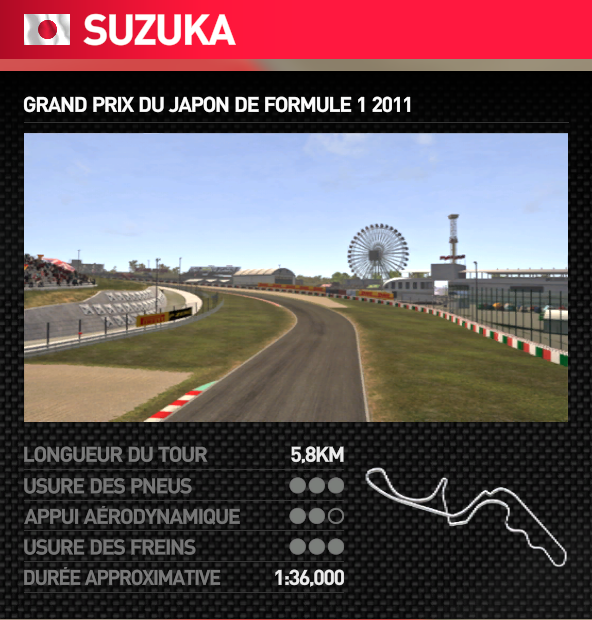 SUZUKA
GRAND PRIX DU JAPON DE FORMULE 1 2011
PIRELLI
LONGUEUR DU TOUR 5,8KM
USURE DES PNEUS
APPUI AÉRODYNAMIQUE
USURE DES FREINS
DURÉE APPROXIMATIVE 1:36,000